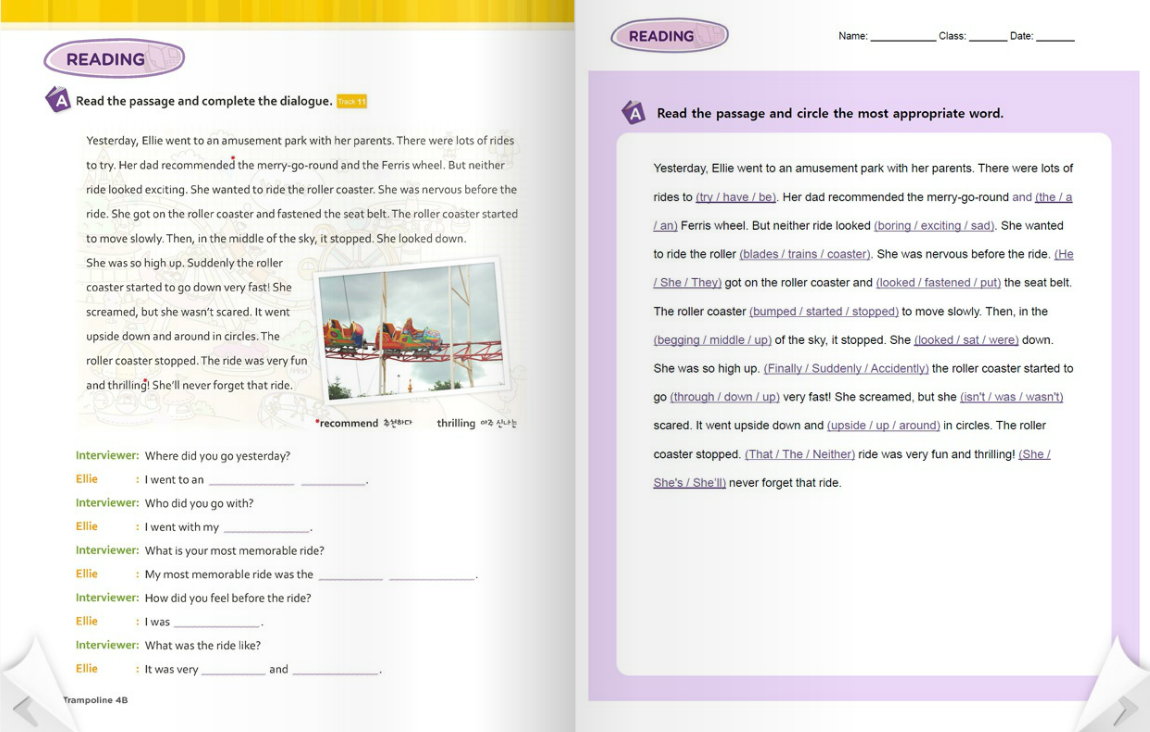 READING
A Read the passage and complete the dialogue. Track 11
Yesterday, Ellie went to an amusement park with her parents. There were lots of rides
to try. Her dad recommended the merry-go-round and the Ferris wheel. But neither
ride looked exciting. She wanted to ride the roller coaster. She was nervous before the
ride. She got on the roller coaster and fastened the seat belt. The roller coaster started
to move slowly. Then, in the middle of the sky, it stopped. She looked down.
She was so high up. Suddenly the roller
coaster started to go down very fast! She
screamed, but she wasn't scared. It went
upside down and around in circles. The
roller coaster stopped. The ride was very fun
and thrilling! She'll never forget that ride.
*recommend 추천하다 thrilling 아주 신나는
Interviewer: Where did you go yesterday?
Ellie : I went to an ____________ _________.
Interviewer: Who did you go with?
Ellie : I went with my ____________.
Interviewer: What is your most memorable ride?
Ellie : My most memorable ride was the _________ ____________.
Interviewer: How did you feel before the ride?
Ellie : I was ____________.
Interviewer: What was the ride like?
Ellie : It was very _________ and ____________.
Trampoline 4B
READING
Name: ____________ Class: _______ Date: _______
A Read the passage and circle the most appropriate word.
Yesterday, Ellie went to an amusement park with her parents. There were lots of
rides to (try / have / be). Her dad recommended the merry-go-round and (the / a
/ an) Ferris wheel. But neither ride looked (boring / exciting / sad). She wanted
to ride the roller (blades / trains / coaster). She was nervous before the ride. (He
/ She / They) got on the roller coaster and (looked / fastened / put) the seat belt.
The roller coaster (bumped / started / stopped) to move slowly. Then, in the
(begging / middle / up) of the sky, it stopped. She (looked / sat / were) down.
She was so high up. (Finally / Suddenly / Accidently) the roller coaster started to
go (through / down / up) very fast! She screamed, but she (isn't / was / wasn't)
scared. It went upside down and (upside / up / around) in circles. The roller
coaster stopped. (That / The / Neither) ride was very fun and thrilling! (She /
She's / She'll) never forget that ride.